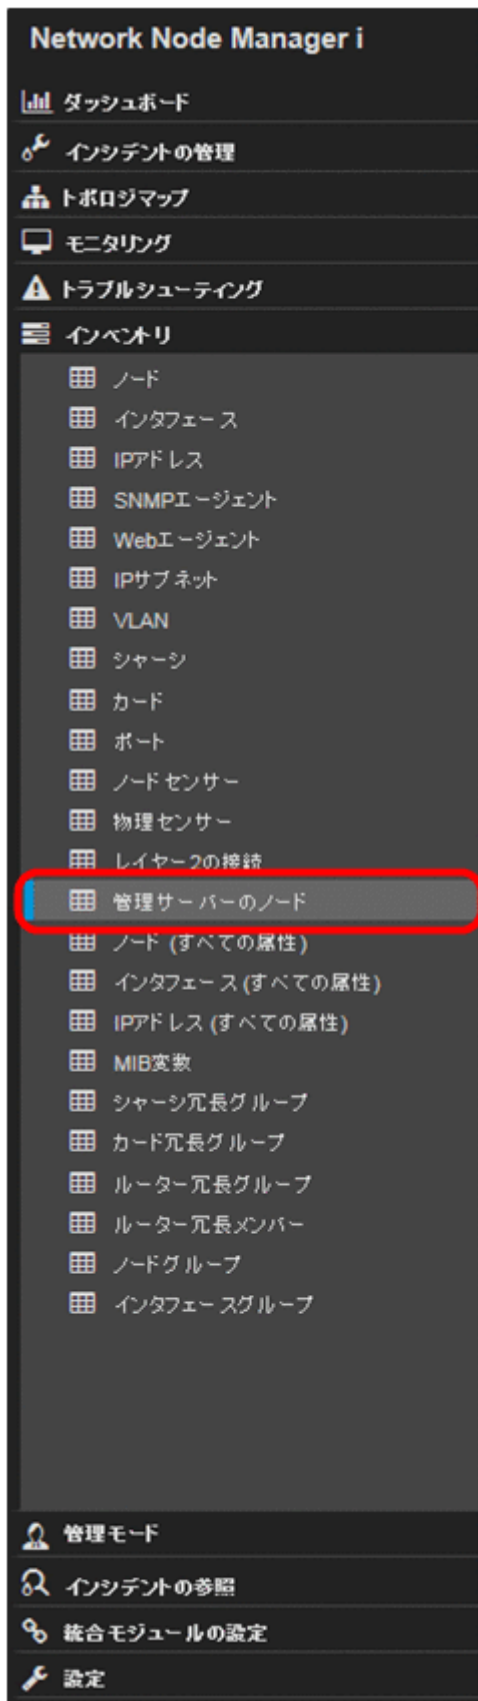 Network Node Manager i
ダッシュボード
インシデントの管理
トポロジマップ
モニタリング
トラブルシューティング
インベントリ
ノード
インタフェース
IPアドレス
SNMPエージェント
Webエージェント
IPサブネット
VLAN
シャーシ
カード
ポート
ノードセンサー
物理センサー
レイヤー2の接続
管理サーバーのノード
ノード (すべての属性)
インタフェース (すべての属性)
IPアドレス (すべての属性)
MIB変数
シャーシ冗長グループ
カード冗長グループ
ルーター冗長グループ
ルーター冗長メンバー
ノードグループ
インタフェースグループ
管理モード
インシデントの参照
統合モジュールの設定
設定